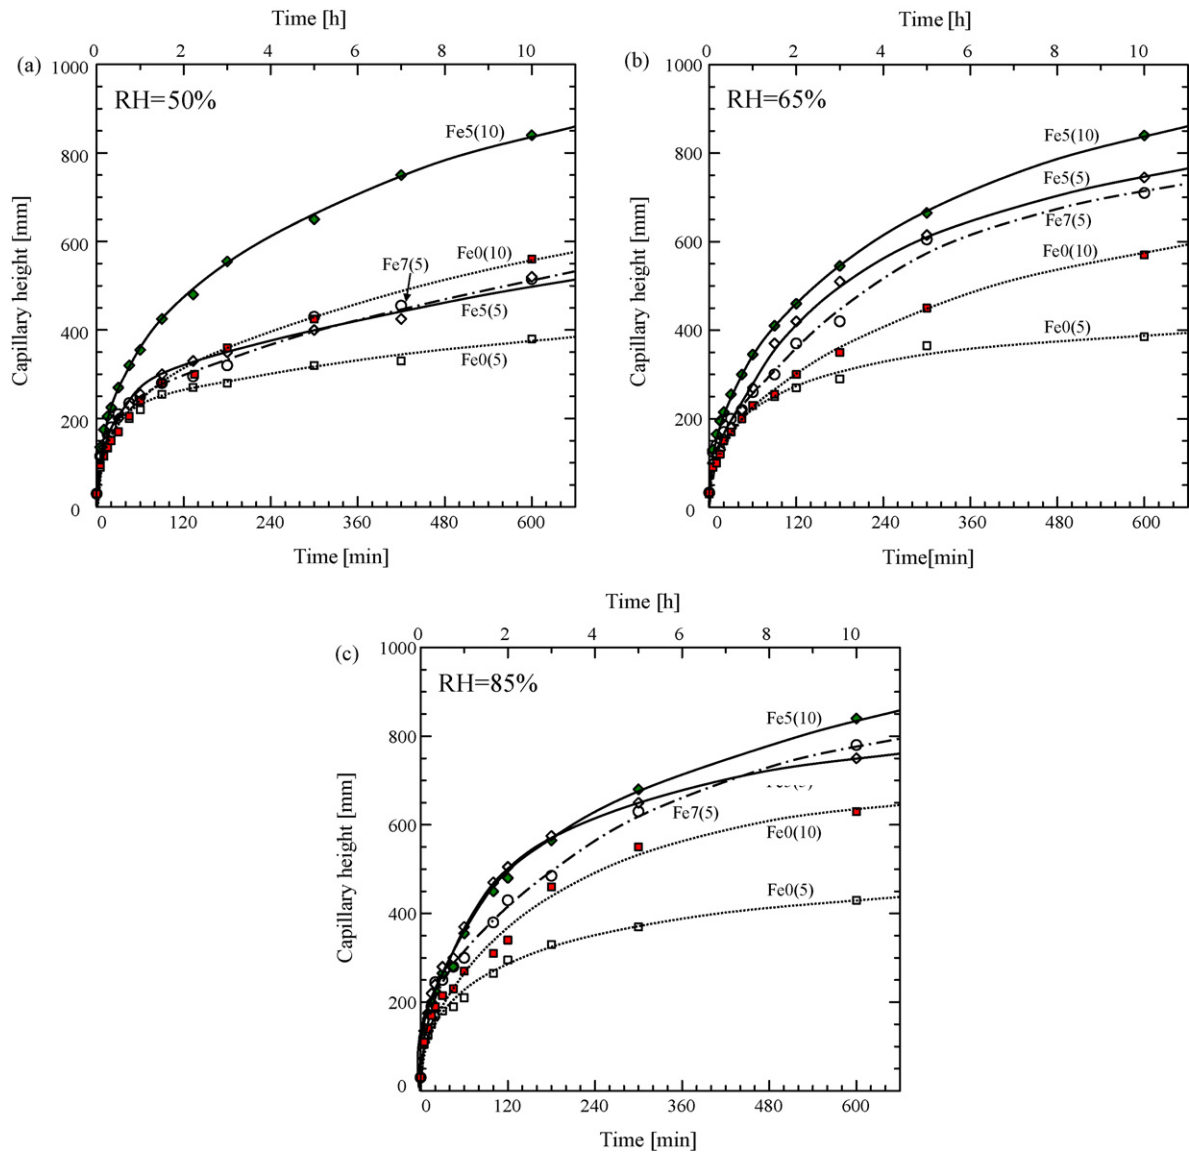 Time [h]
0 2 4 6 8 10
(a)
1000
RH=50%
Fe5(10)
800
600
Fe0(10)
Fe7(5)
Fe5(5)
400
Fe0(5)
200
0
Capillary height [mm]
0 120 240 360 480 600
Time [min]
Time[h]
0 2 4 6 8 10
(b)
1000
RH=65%
Fe5(10)
800
Fe5(5)
Fe7(5)
600
Fe0(10)
400
Fe0(5)
200
0
Capillary height [mm]
0 120 240 360 480 600
Time[min]
Time [h]
0 2 4 6 8 10
(c)
1000
RH=85%
Fe5(10)
800
Fe7(5)
600
Fe0(10)
Fe0(5)
400
200
0
Capillary height [mm]
0 120 240 360 480 600
Time [min]